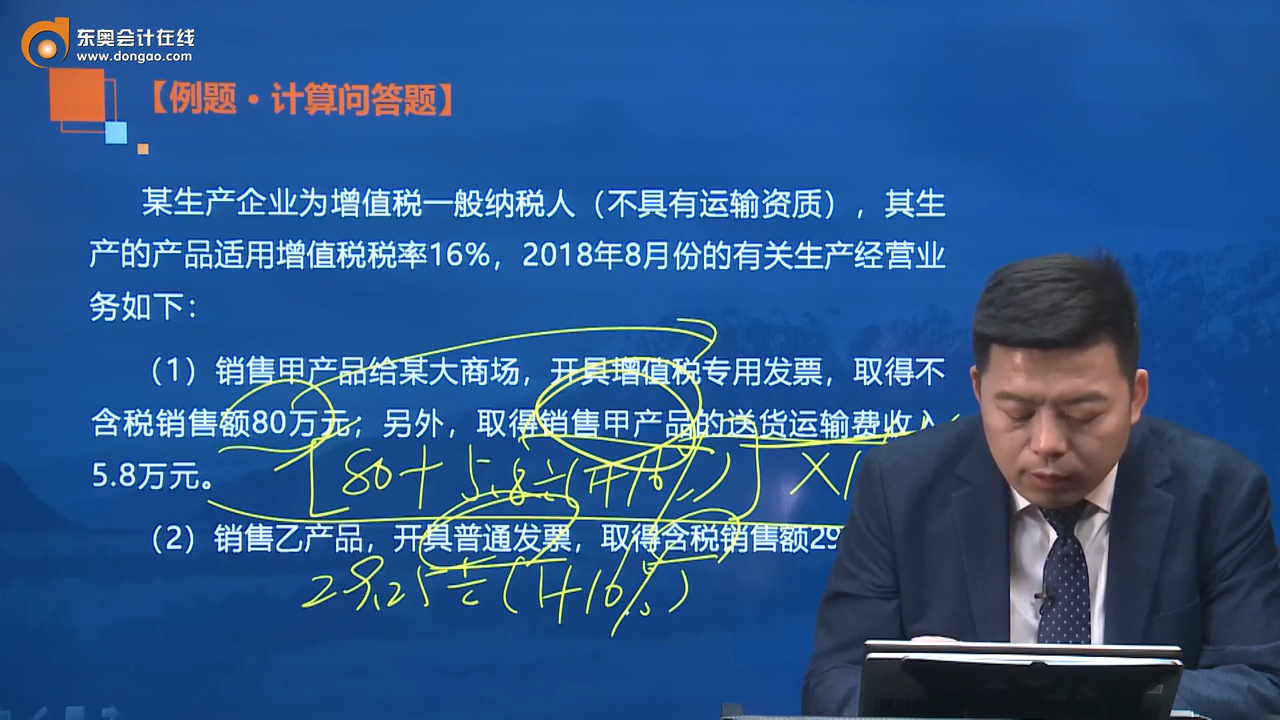 东奥会计在线
www.dongao.com
【例题·计算问答题】
某生产企业为增值税一般纳税人（不具有运输资质），其生
产的产品适用增值税税率16%，2018年8月份的有关生产经营业
务如下：
（1）销售甲产品给某大商场，开具增值税专用发票，取得不
含税销售额80万元；另外，取得销售甲产品的送货运输费收入
5.8万元。
[80+5.8÷(1+16%)]×1
（2）销售乙产品，开具普通发票，取得含税销售额29
29.25÷(1+16%)